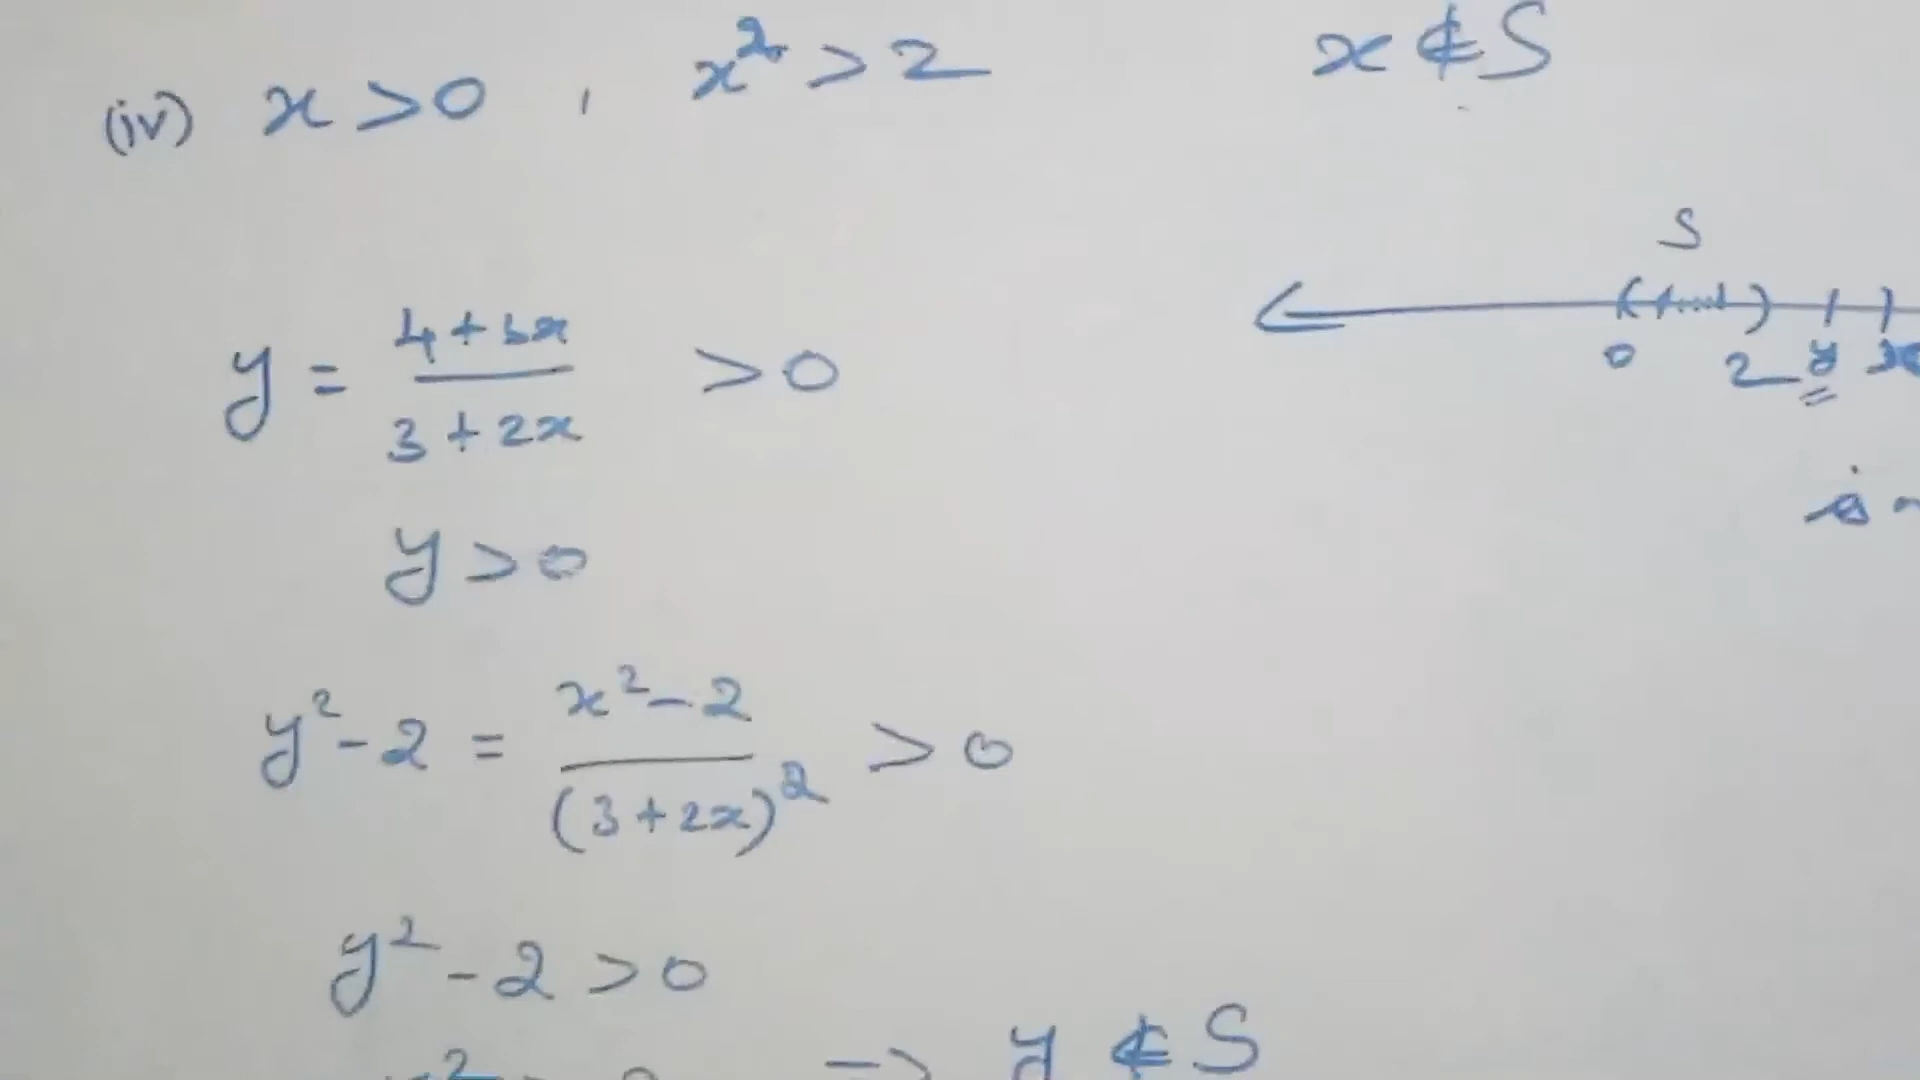 (iv) x > 0 , x² > 2 x ∉ S
S
y = (4 + 3x)/(3 + 2x) > 0
0 2 y x
y > 0
y² - 2 = (x² - 2)/(3 + 2x)² > 0
y² - 2 > 0
→ y ∉ S